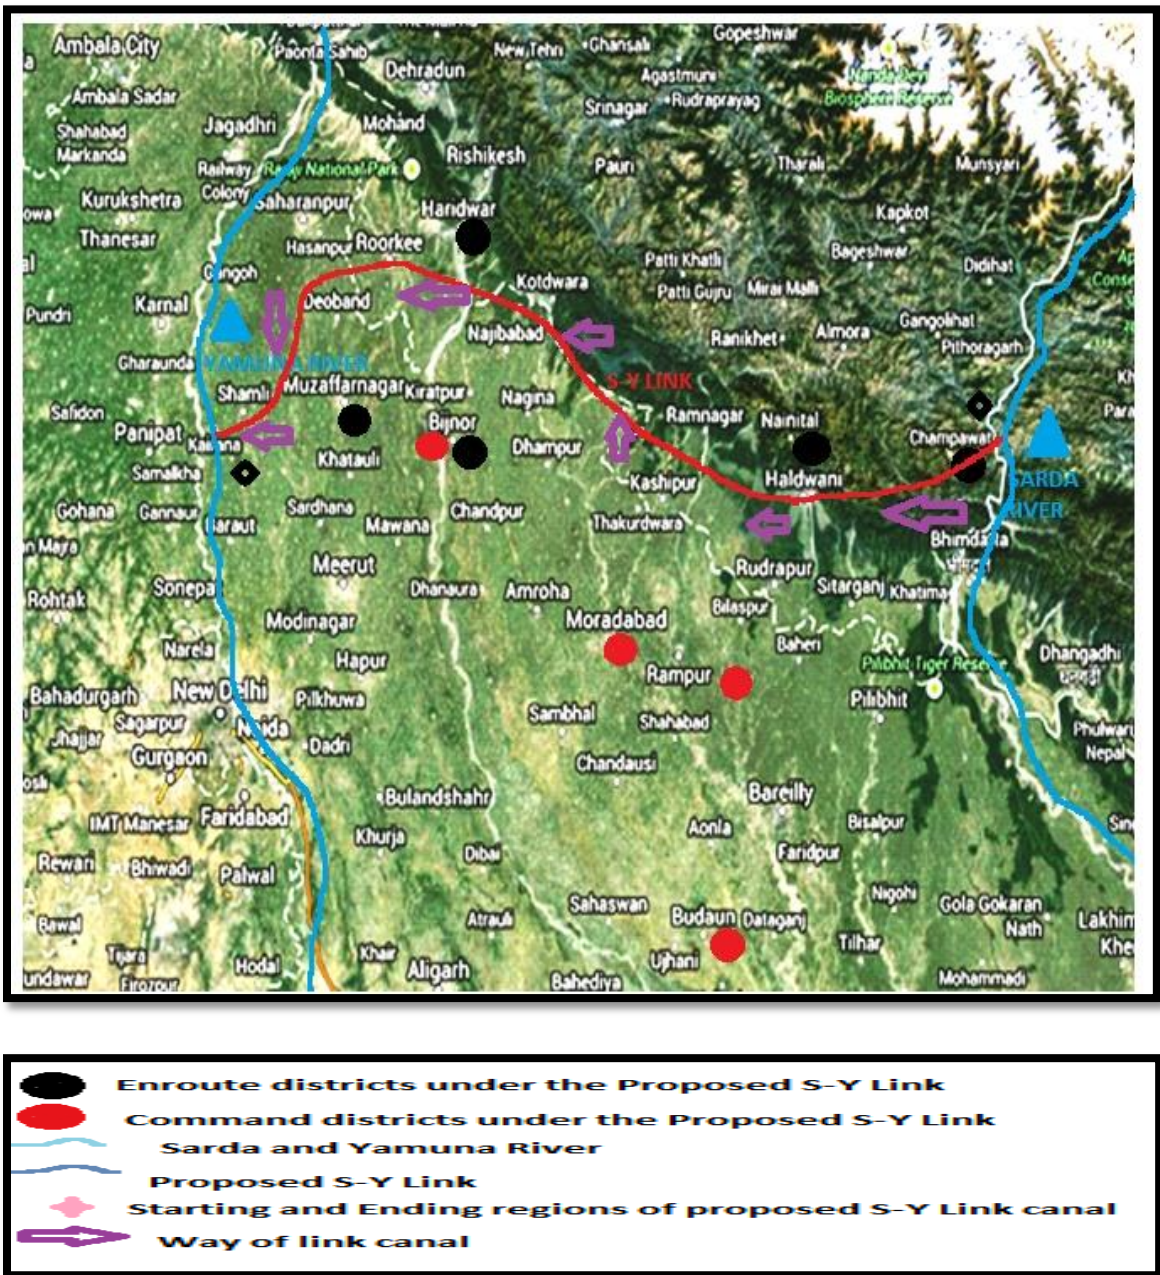 Gopeshwar
Ambala City
Paonta Sahib
New Tehri
Ghansali
Dehradun
Agastmuni
Nanda Devi
Biosphere Reserve
Ambala Sadar
Srinagar
Rudraprayag
Shahabad
Markanda
Jagadhri
Mohand
Rishikesh
Pauri
Tharali
Munsyari
Railway
Colony
Rajaji National Park
Kurukshetra
Saharanpur
Haridwar
Kapkot
Thanesar
Hasanpur
Roorkee
Bageshwar
Patti Khatli
Didihat
Gangoh
Kotdwara
Patti Gujru
Mirai Malli
Pundri
Karnal
Deoband
Gangolihat
Najibabad
Ranikhet
Almora
Pithoragarh
Gharaunda
YAMUNA RIVER
S-Y LINK
Shamli
Muzaffarnagar
Kiratpur
Nagina
Safidon
Ramnagar
Nainital
Panipat
Kairana
Bijnor
Dhampur
Champawat
Khatauli
Samalkha
Kashipur
Haldwani
SARDA
RIVER
Gohana
Gannaur
Baraut
Sardhana
Mawana
Chandpur
Thakurdwara
Bhimdatta
Meerut
Rudrapur
Rohtak
Sonepat
Dhanaura
Amroha
Sitarganj
Khatima
Modinagar
Moradabad
Bilaspur
Narela
Hapur
Baheri
Pilibhit Tiger Reserve
Dhangadhi
धनगढी
Bahadurgarh
New Delhi
Pilkhuwa
Rampur
Pilibhit
Sagarpur
Jhajjar
Noida
Dadri
Sambhal
Shahabad
Phulwari
Nepal
Gurgaon
Chandausi
Bulandshahr
Bareilly
IMT Manesar
Faridabad
Khurja
Aonla
Bisalpur
Dibai
Faridpur
Rewari
Bhiwadi
Palwal
Nigohi
Gola Gokaran
Nath
Bawal
Atrauli
Sahaswan
Budaun
Dataganj
Tijara
Hodal
Khair
Aligarh
Ujhani
Tilhar
Firozpur
Bahediya
Mohammadi
Enroute districts under the Proposed S-Y Link
Command districts under the Proposed S-Y Link
Sarda and Yamuna River
Proposed S-Y Link
Starting and Ending regions of proposed S-Y Link canal
Way of link canal